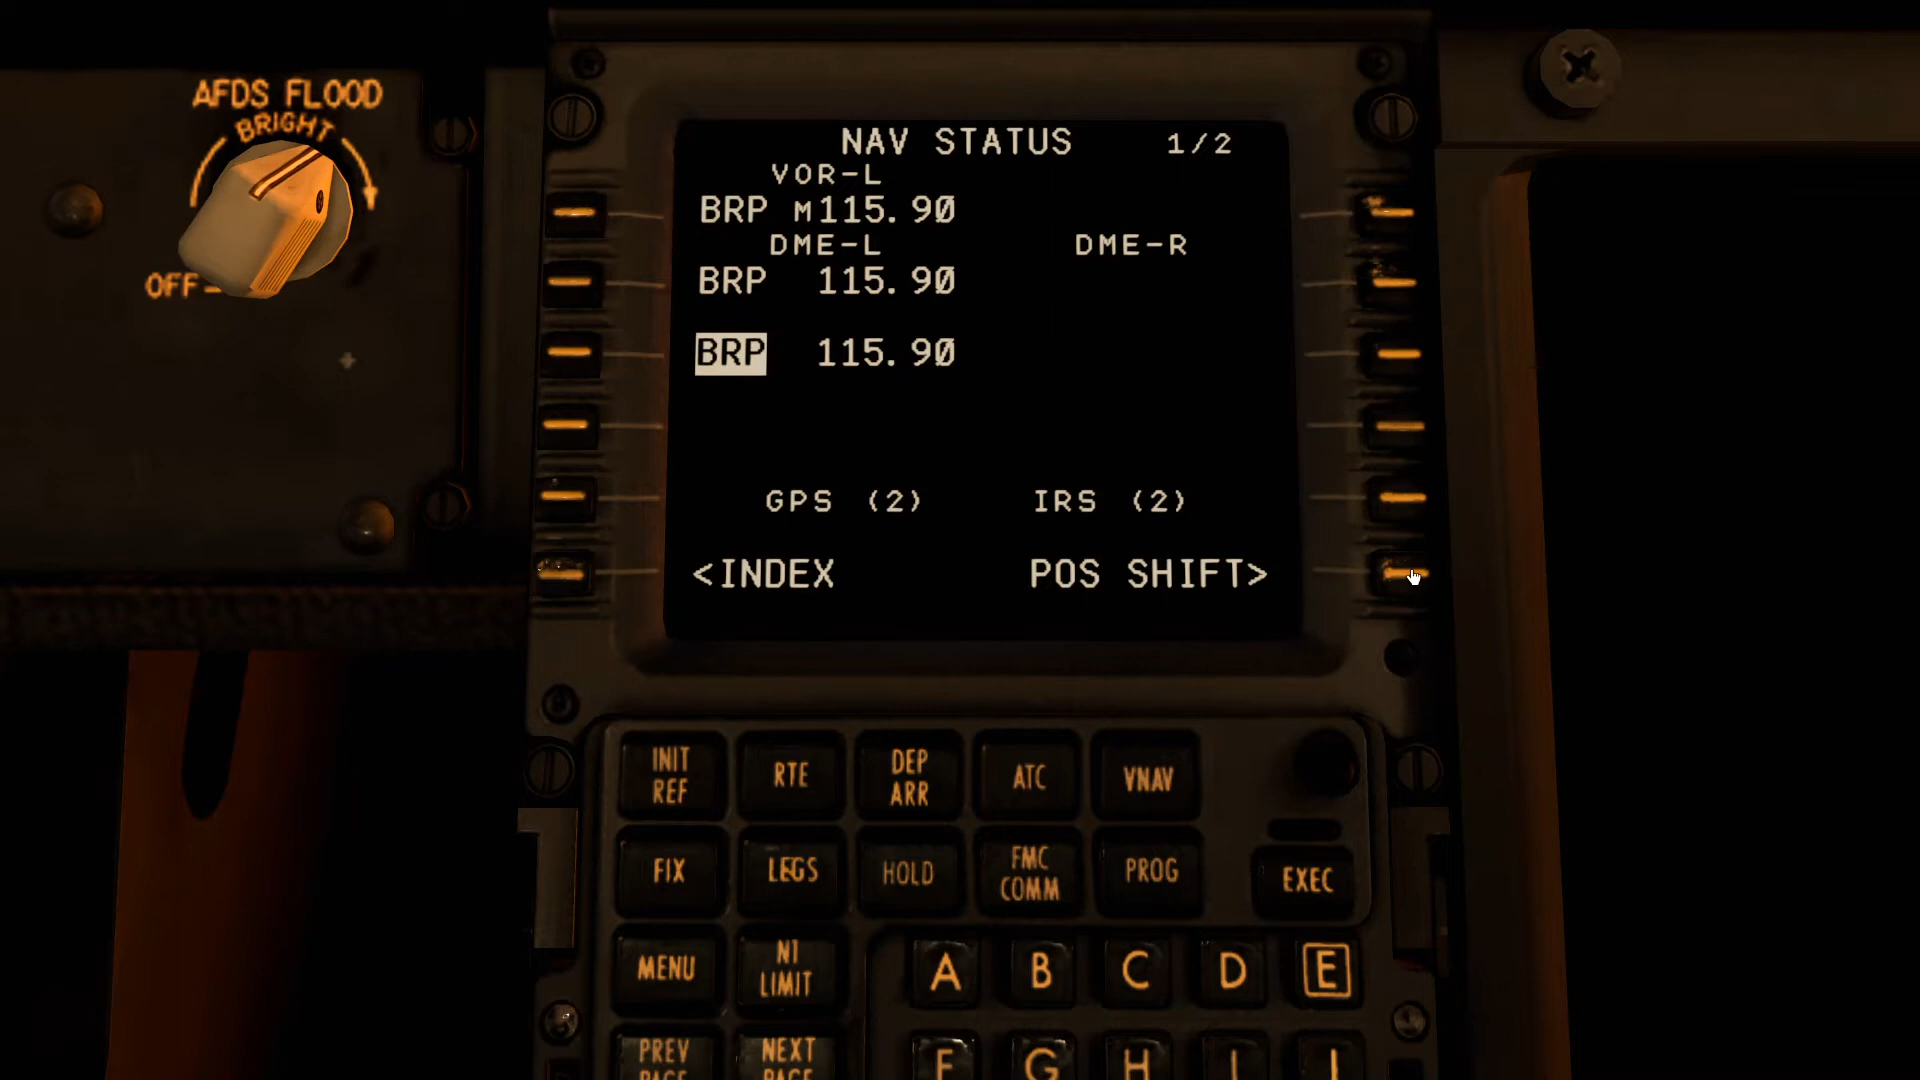 AFDS FLOOD
BRIGHT
OFF
NAV STATUS 1/2
VOR-L
BRP M115.90
DME-L DME-R
BRP 115.90
BRP 115.90
GPS (2) IRS (2)
<INDEX POS SHIFT>
INIT REF RTE DEP ARR ATC VNAV
FIX LEGS HOLD FMC COMM PROG EXEC
MENU N1 LIMIT A B C D E
PREV PAGE NEXT PAGE F G H I J